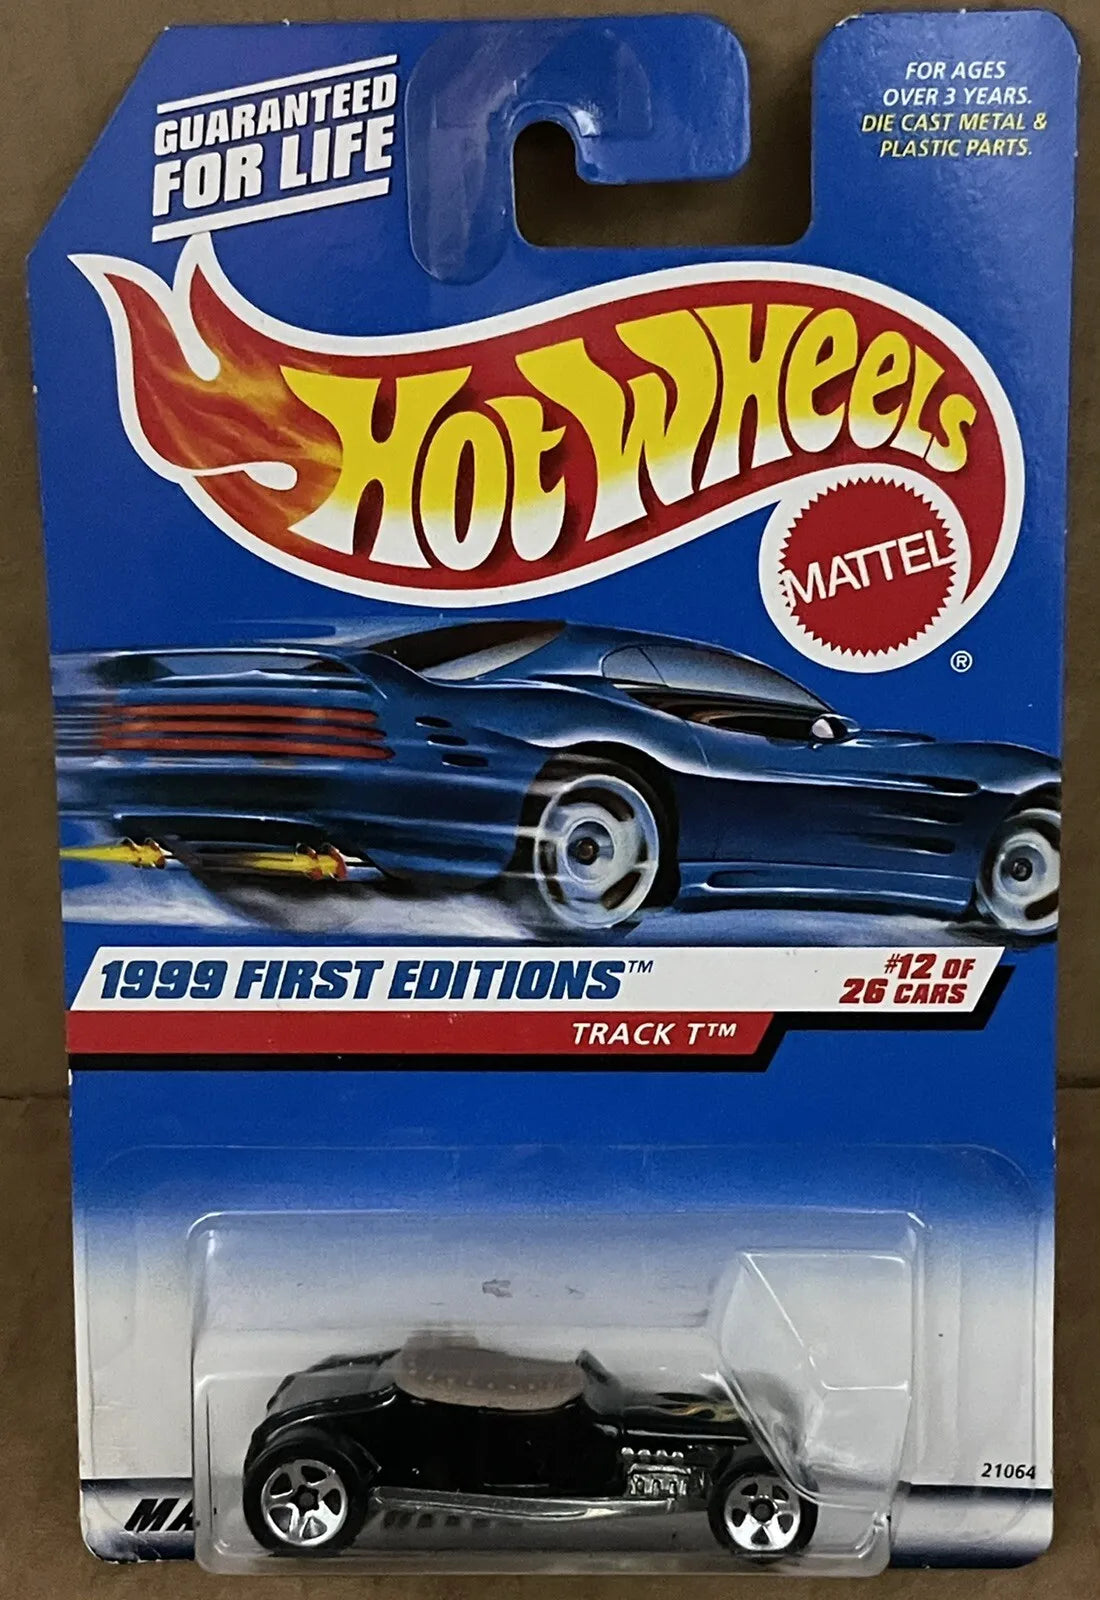 GUARANTEED
FOR LIFE
FOR AGES
OVER 3 YEARS.
DIE CAST METAL &
PLASTIC PARTS.
HOT WHEELS
MATTEL
®
1999 FIRST EDITIONS™
#12 OF
26 CARS
TRACK T™
21064
MA